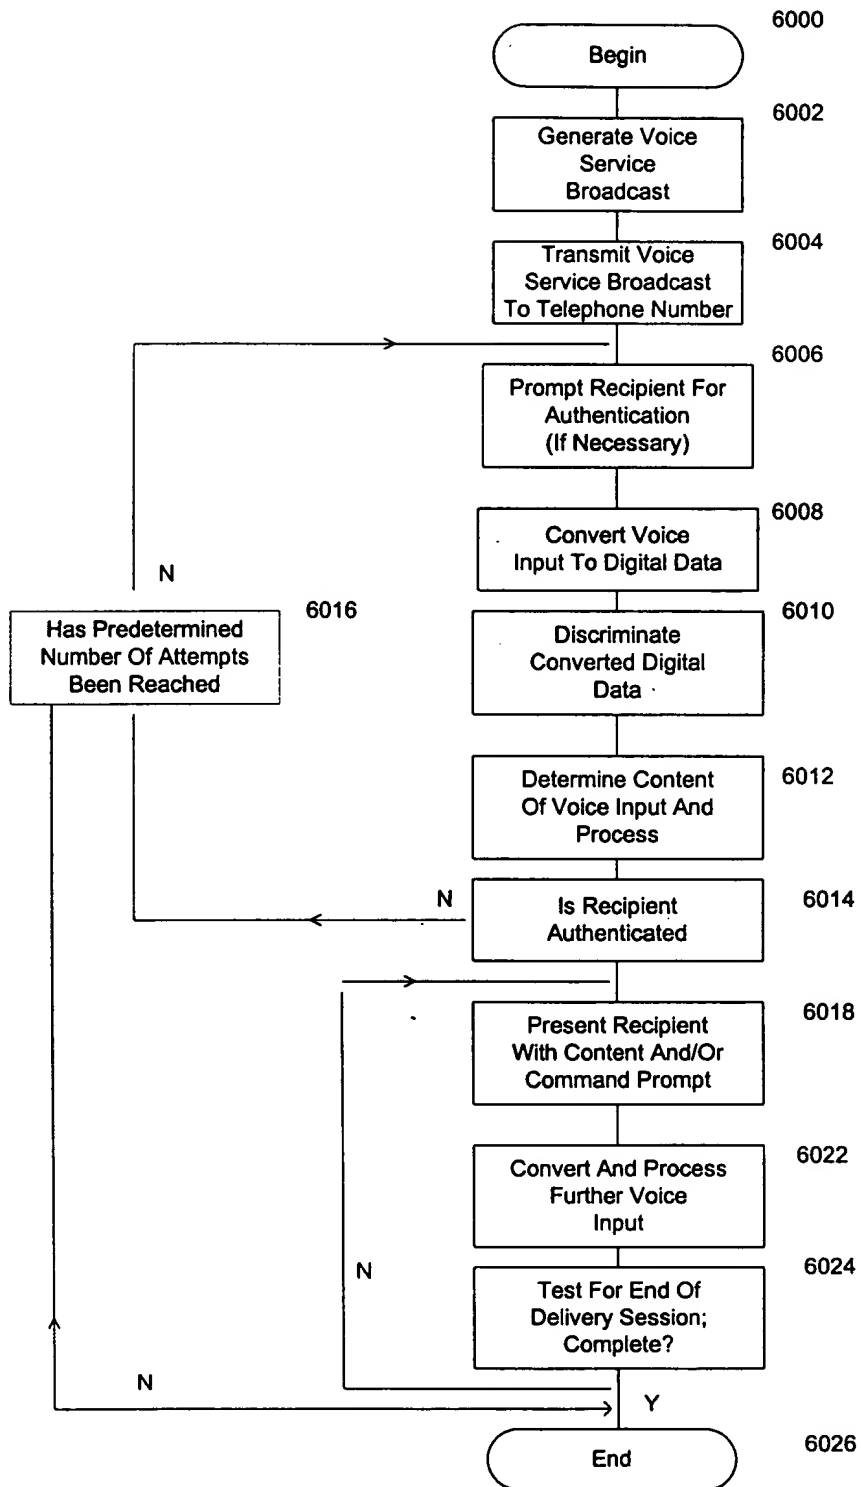 6000
Begin
6002
Generate Voice
Service
Broadcast
6004
Transmit Voice
Service Broadcast
To Telephone Number
6006
Prompt Recipient For
Authentication
(If Necessary)
6008
Convert Voice
Input To Digital Data
N
6016
Has Predetermined
Number Of Attempts
Been Reached
6010
Discriminate
Converted Digital
Data
6012
Determine Content
Of Voice Input And
Process
6014
N
Is Recipient
Authenticated
6018
Present Recipient
With Content And/Or
Command Prompt
6022
Convert And Process
Further Voice
Input
6024
N
Test For End Of
Delivery Session;
Complete?
N
Y
6026
End